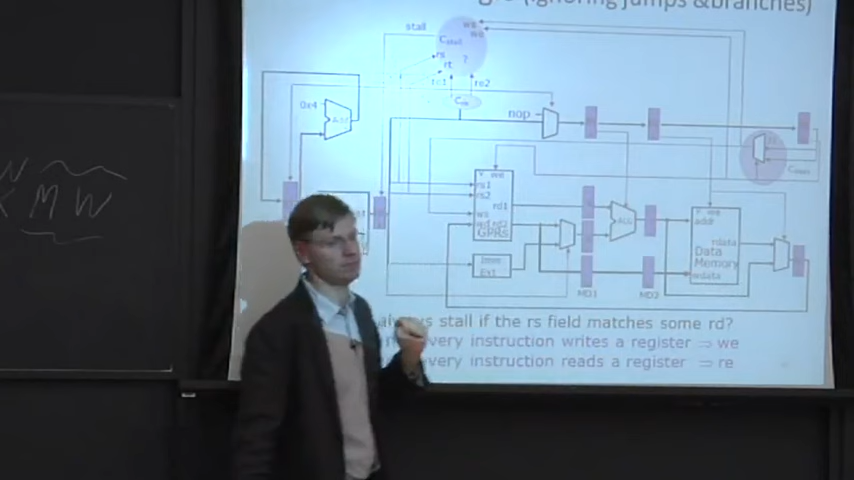 (ignoring jumps &branches)
stall
ws
we
Cstall
rs
rt ?
re1 re2
0x4
Add
Cre
nop
we
rs1
rs2
rd1
ws
wd rd2
GPRs
ALU
Imm
Ext
we
addr
rdata
Data
Memory
wdata
MD1
MD2
M W
stall if the rs field matches some rd?
every instruction writes a register ⇒ we
every instruction reads a register ⇒ re